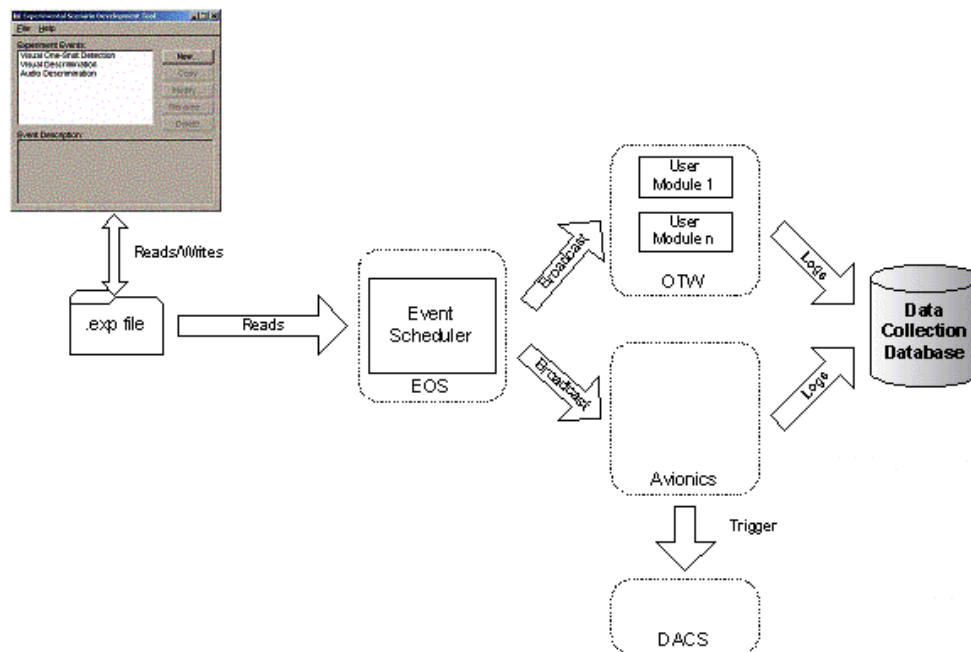 Experimental Scenario Development Tool
File Help
Experiment Events:
Visual One-Shot Detection
Visual Descrimination
Audio Descrimination
New...
Copy
Modify...
Rename...
Delete
Event Description:
Reads/Writes
.exp file
Reads
Event
Scheduler
EOS
Broadcast
Broadcast
User
Module 1
User
Module n
OTW
Avionics
Logs
Logs
Data
Collection
Database
Trigger
DACS